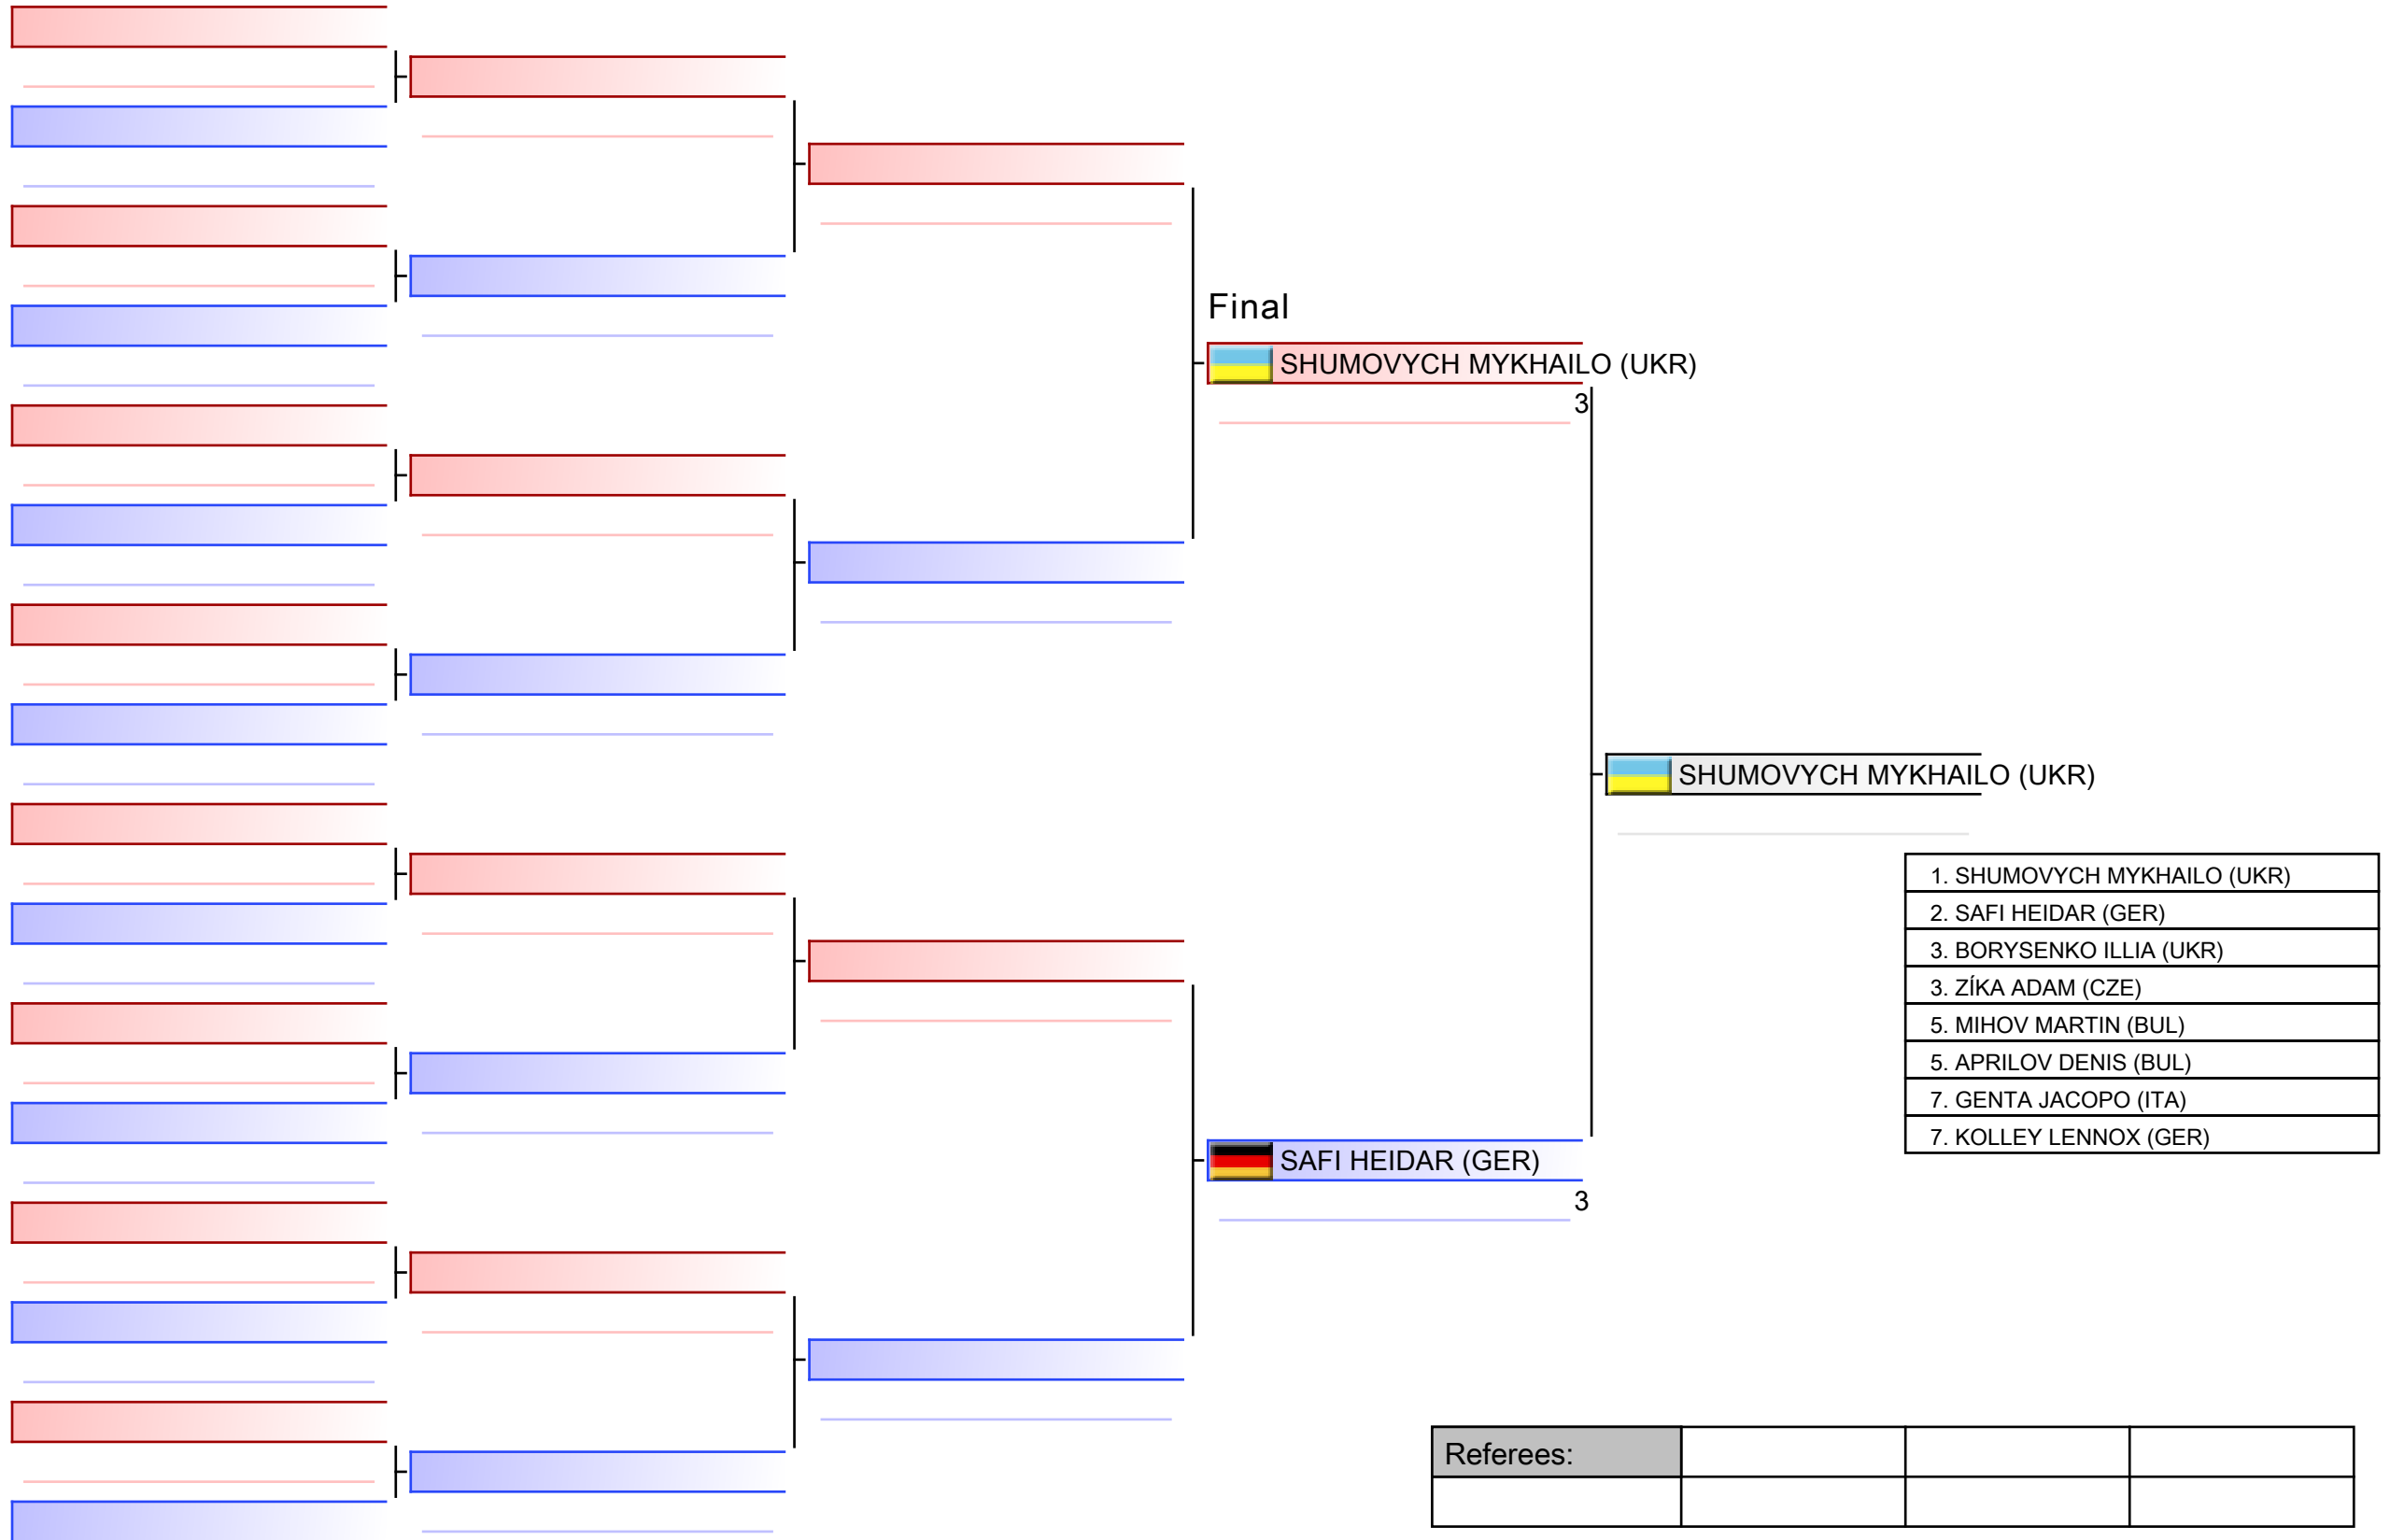 Final
SHUMOVYCH MYKHAILO (UKR)
3
SHUMOVYCH MYKHAILO (UKR)
1. SHUMOVYCH MYKHAILO (UKR)
2. SAFI HEIDAR (GER)
3. BORYSENKO ILLIA (UKR)
3. ZÍKA ADAM (CZE)
5. MIHOV MARTIN (BUL)
5. APRILOV DENIS (BUL)
7. GENTA JACOPO (ITA)
7. KOLLEY LENNOX (GER)
SAFI HEIDAR (GER)
3
Referees: